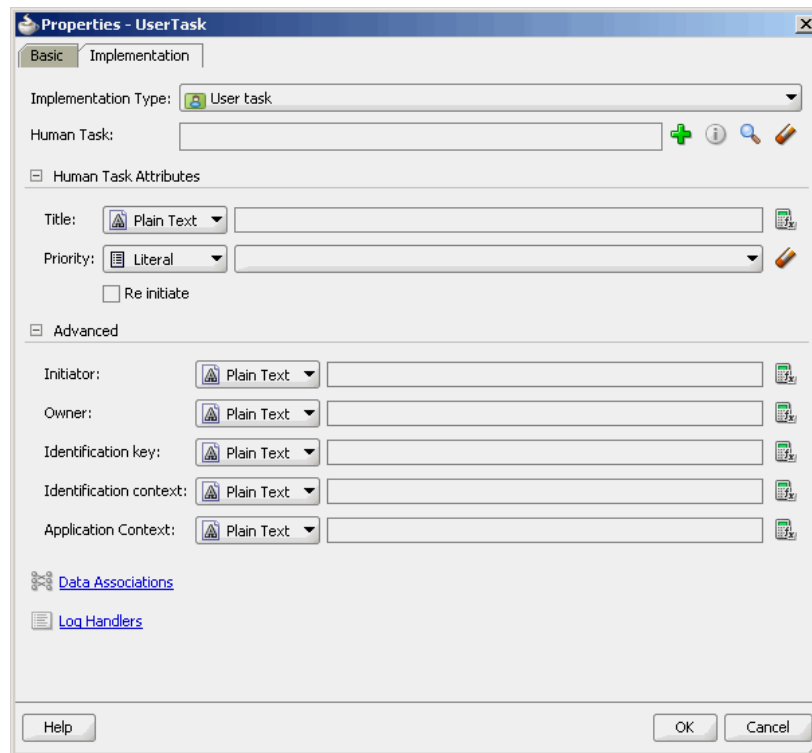 Properties - UserTask
Basic Implementation
Implementation Type: User task
Human Task:
Human Task Attributes
Title: Plain Text
Priority: Literal
Re initiate
Advanced
Initiator: Plain Text
Owner: Plain Text
Identification key: Plain Text
Identification context: Plain Text
Application Context: Plain Text
Data Associations
Log Handlers
Help OK Cancel